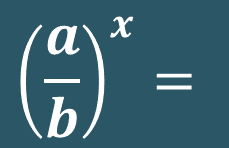 (a/b)^x =